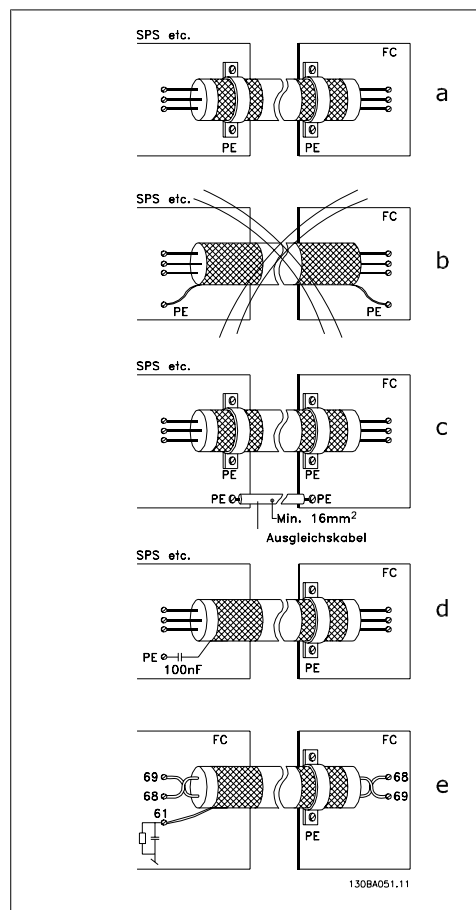 SPS etc.
FC
a
PE
PE
SPS etc.
FC
b
PE
PE
SPS etc.
FC
c
PE
PE
PE
PE
Min. 16mm²
Ausgleichskabel
SPS etc.
FC
d
PE
100nF
PE
FC
FC
e
69
68
68
69
61
PE
130BA051.11